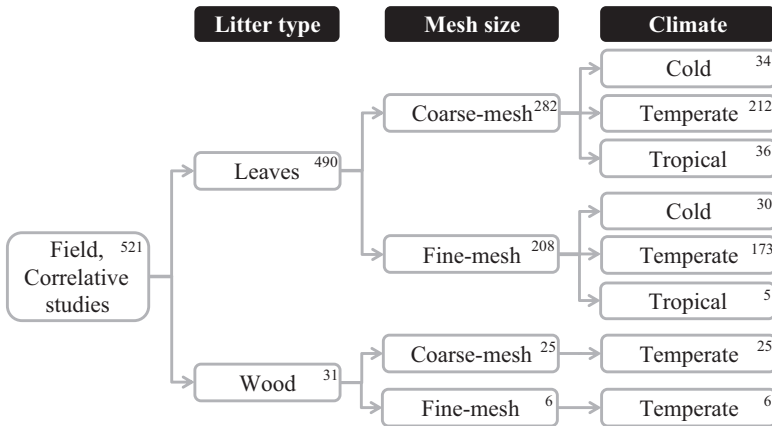 Litter type
Mesh size
Climate
Field, 521
Correlative
studies
Leaves 490
Coarse-mesh 282
Cold 34
Temperate 212
Tropical 36
Fine-mesh 208
Cold 30
Temperate 173
Tropical 5
Wood 31
Coarse-mesh 25
Temperate 25
Fine-mesh 6
Temperate 6